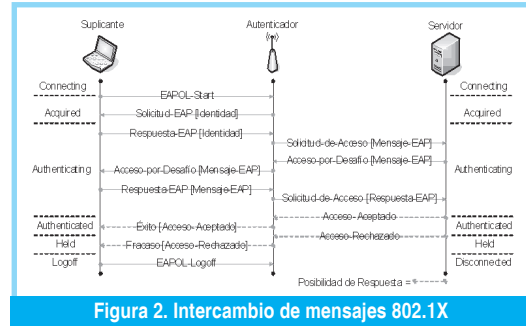 Suplicante Autenticador Servidor
Connecting EAPOL-Start Connecting
Acquired Solicitud-EAP [Identidad] Acquired
Respuesta-EAP [Identidad]
Solicitud-de-Acceso [Mensaje-EAP]
Acceso-por-Desafío [Mensaje-EAP]
Authenticating Acceso-por-Desafío [Mensaje-EAP] Authenticating
Respuesta-EAP [Mensaje-EAP]
Solicitud-de-Acceso [Respuesta-EAP]
Acceso-Aceptado
Authenticated Éxito [Acceso-Aceptado] Authenticated
Acceso-Rechazado
Held Fracaso [Acceso-Rechazado] Held
Logoff EAPOL-Logoff Disconnected
Posibilidad de Respuesta =
Figura 2. Intercambio de mensajes 802.1X